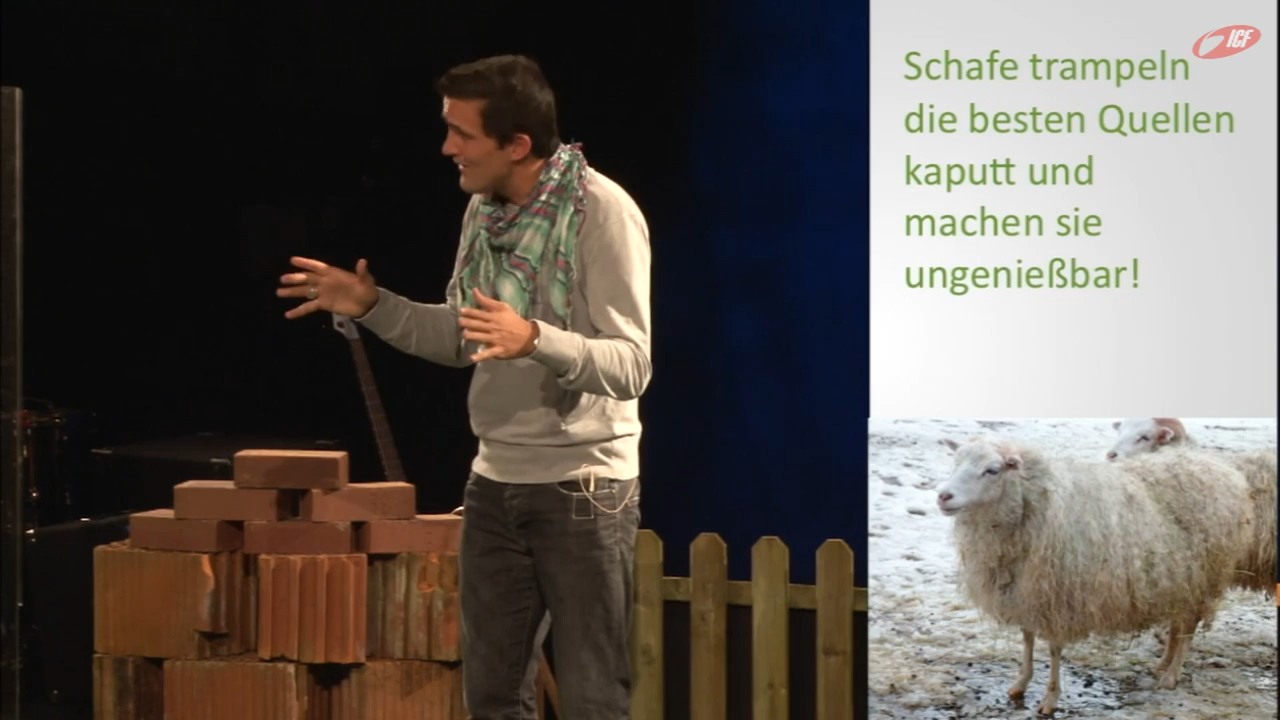 ICF
Schafe trampeln
die besten Quellen
kaputt und
machen sie
ungenießbar!